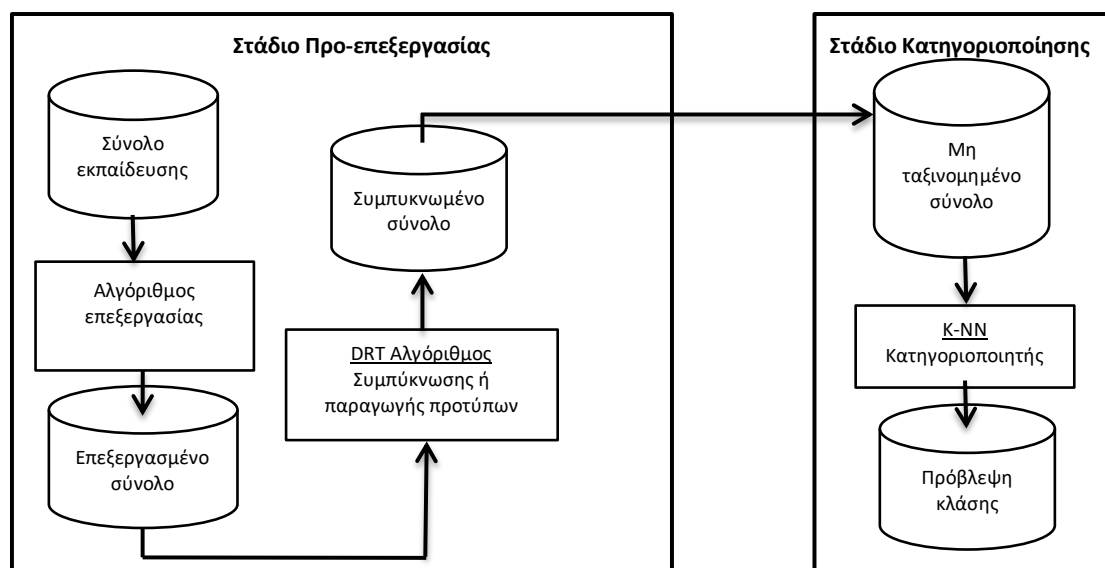 Στάδιο Προ-επεξεργασίας
Σύνολο
εκπαίδευσης
Αλγόριθμος
επεξεργασίας
Επεξεργασμένο
σύνολο
Συμπυκνωμένο
σύνολο
DRT Αλγόριθμος
Συμπύκνωσης ή
παραγωγής προτύπων
Στάδιο Κατηγοριοποίησης
Μη
ταξινομημένο
σύνολο
K-NN
Κατηγοριοποιητής
Πρόβλεψη
κλάσης